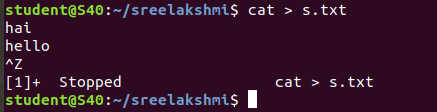 student@S40:~/sreelakshmi$ cat > s.txt
hai
hello
^Z
[1]+  Stopped                 cat > s.txt
student@S40:~/sreelakshmi$